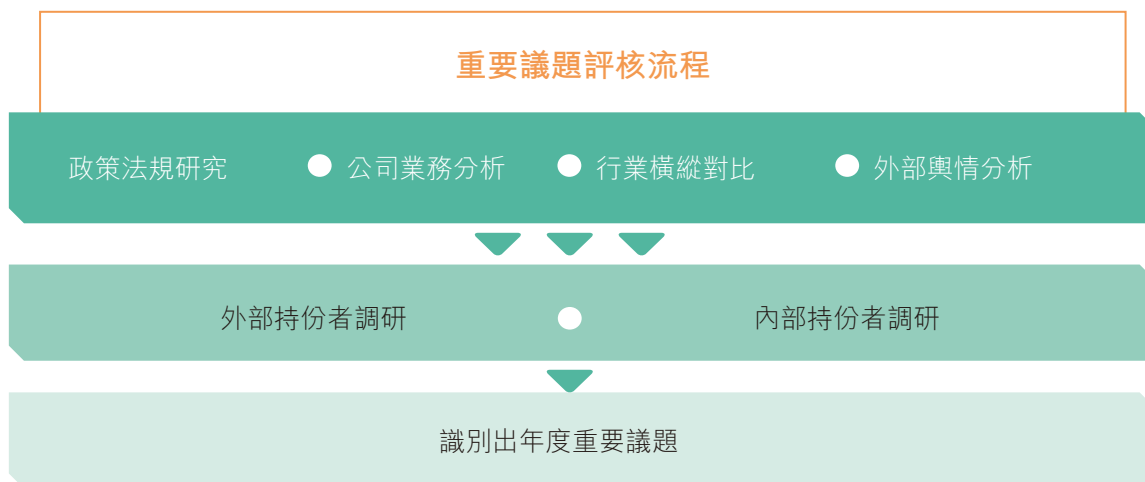 重要議題評核流程
政策法規研究 ● 公司業務分析 ● 行業橫縱對比 ● 外部輿情分析
外部持份者調研 ● 內部持份者調研
識別出年度重要議題